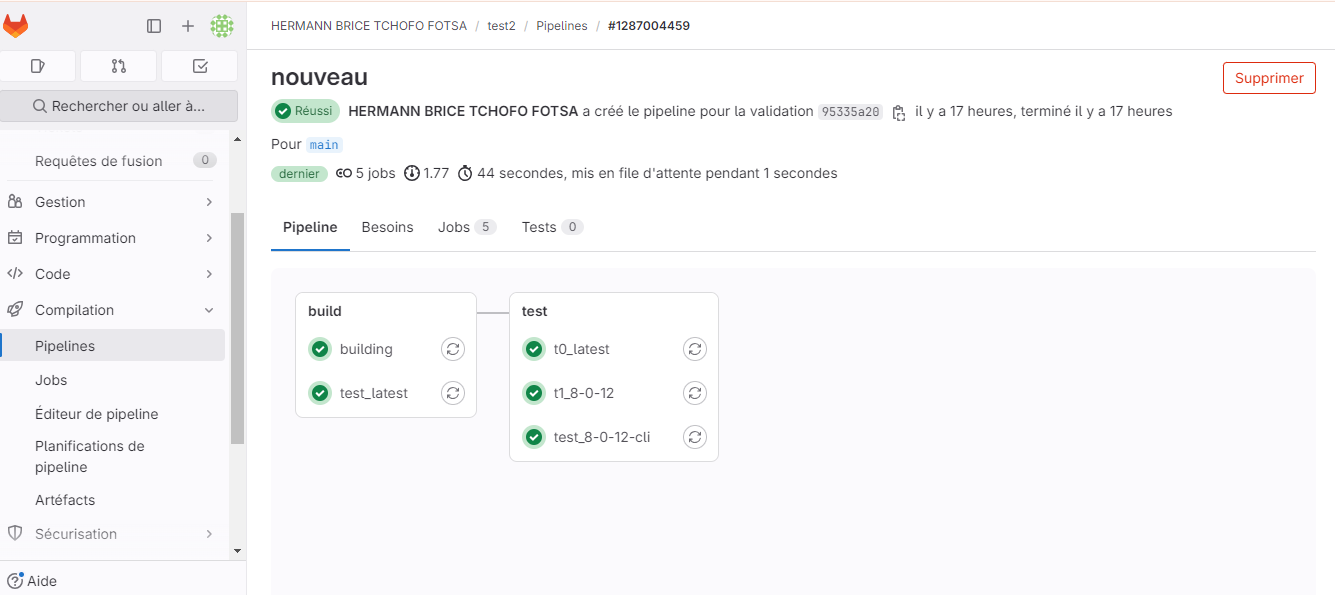 HERMANN BRICE TCHOFO FOTSA / test2 / Pipelines / #1287004459
Rechercher ou aller à...
Requêtes de fusion 0
Gestion
Programmation
Code
Compilation
Pipelines
Jobs
Éditeur de pipeline
Planifications de
pipeline
Artéfacts
Sécurisation
Aide
nouveau
Supprimer
Réussi HERMANN BRICE TCHOFO FOTSA a créé le pipeline pour la validation 95335a20 il y a 17 heures, terminé il y a 17 heures
Pour main
dernier 5 jobs 1.77 44 secondes, mis en file d'attente pendant 1 secondes
Pipeline Besoins Jobs 5 Tests 0
build
building
test_latest
test
t0_latest
t1_8-0-12
test_8-0-12-cli